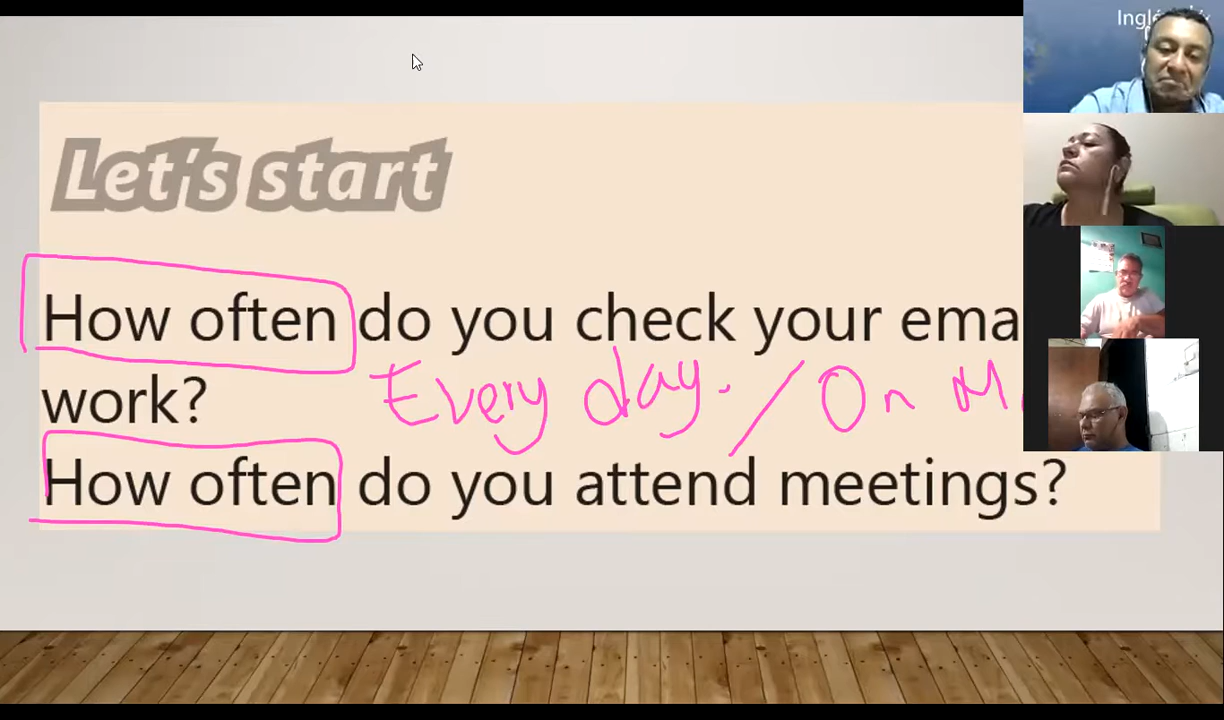 Let's start
How often do you check your ema
work? Every day. / On M
How often do you attend meetings?